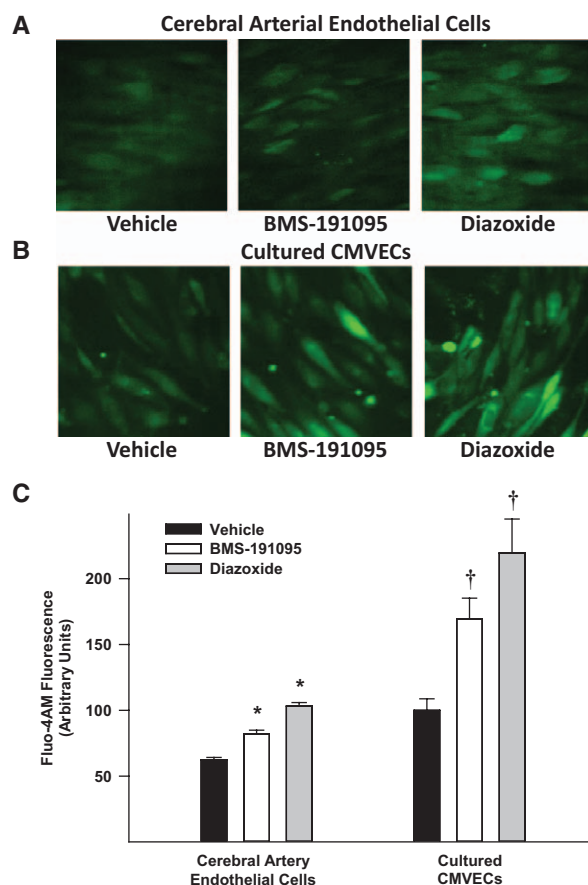 A
Cerebral Arterial Endothelial Cells
Vehicle
BMS-191095
Diazoxide
B
Cultured CMVECs
Vehicle
BMS-191095
Diazoxide
C
Fluo-4AM Fluorescence
(Arbitrary Units)
200
150
100
50
Vehicle
BMS-191095
Diazoxide
*
*
†
†
Cerebral Artery
Endothelial Cells
Cultured
CMVECs